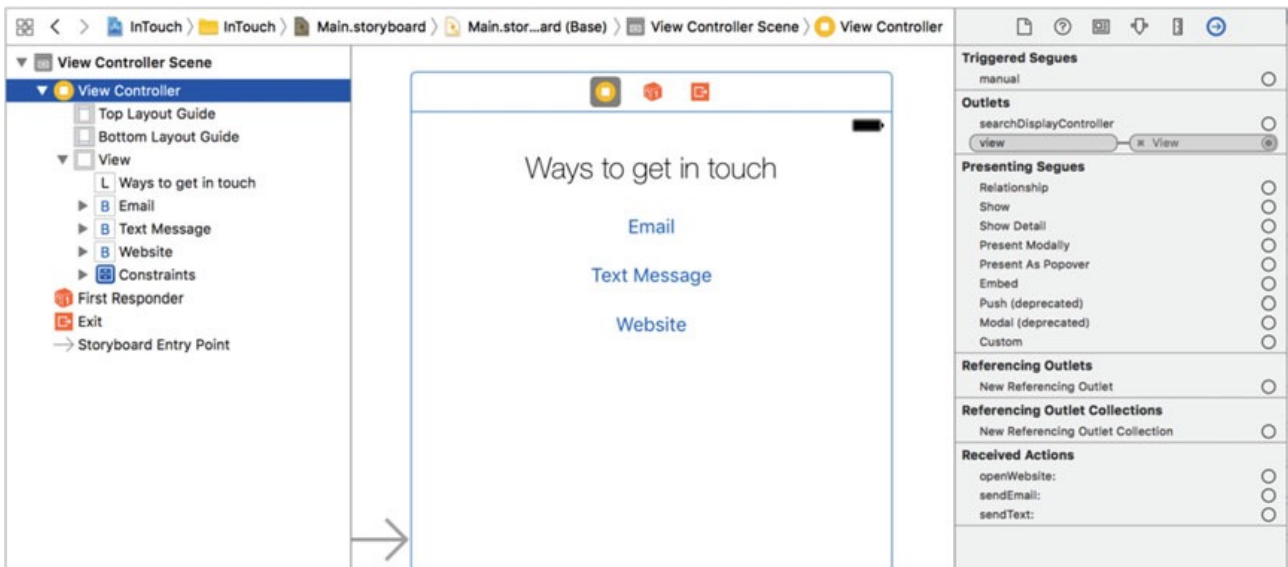 InTouch InTouch Main.storyboard Main.stor...ard (Base) View Controller Scene View Controller
View Controller Scene
View Controller
Top Layout Guide
Bottom Layout Guide
View
L Ways to get in touch
B Email
B Text Message
B Website
Constraints
First Responder
Exit
Storyboard Entry Point
Ways to get in touch
Email
Text Message
Website
Triggered Segues
manual
Outlets
searchDisplayController
view View
Presenting Segues
Relationship
Show
Show Detail
Present Modally
Present As Popover
Embed
Push (deprecated)
Modal (deprecated)
Custom
Referencing Outlets
New Referencing Outlet
Referencing Outlet Collections
New Referencing Outlet Collection
Received Actions
openWebsite:
sendEmail:
sendText: